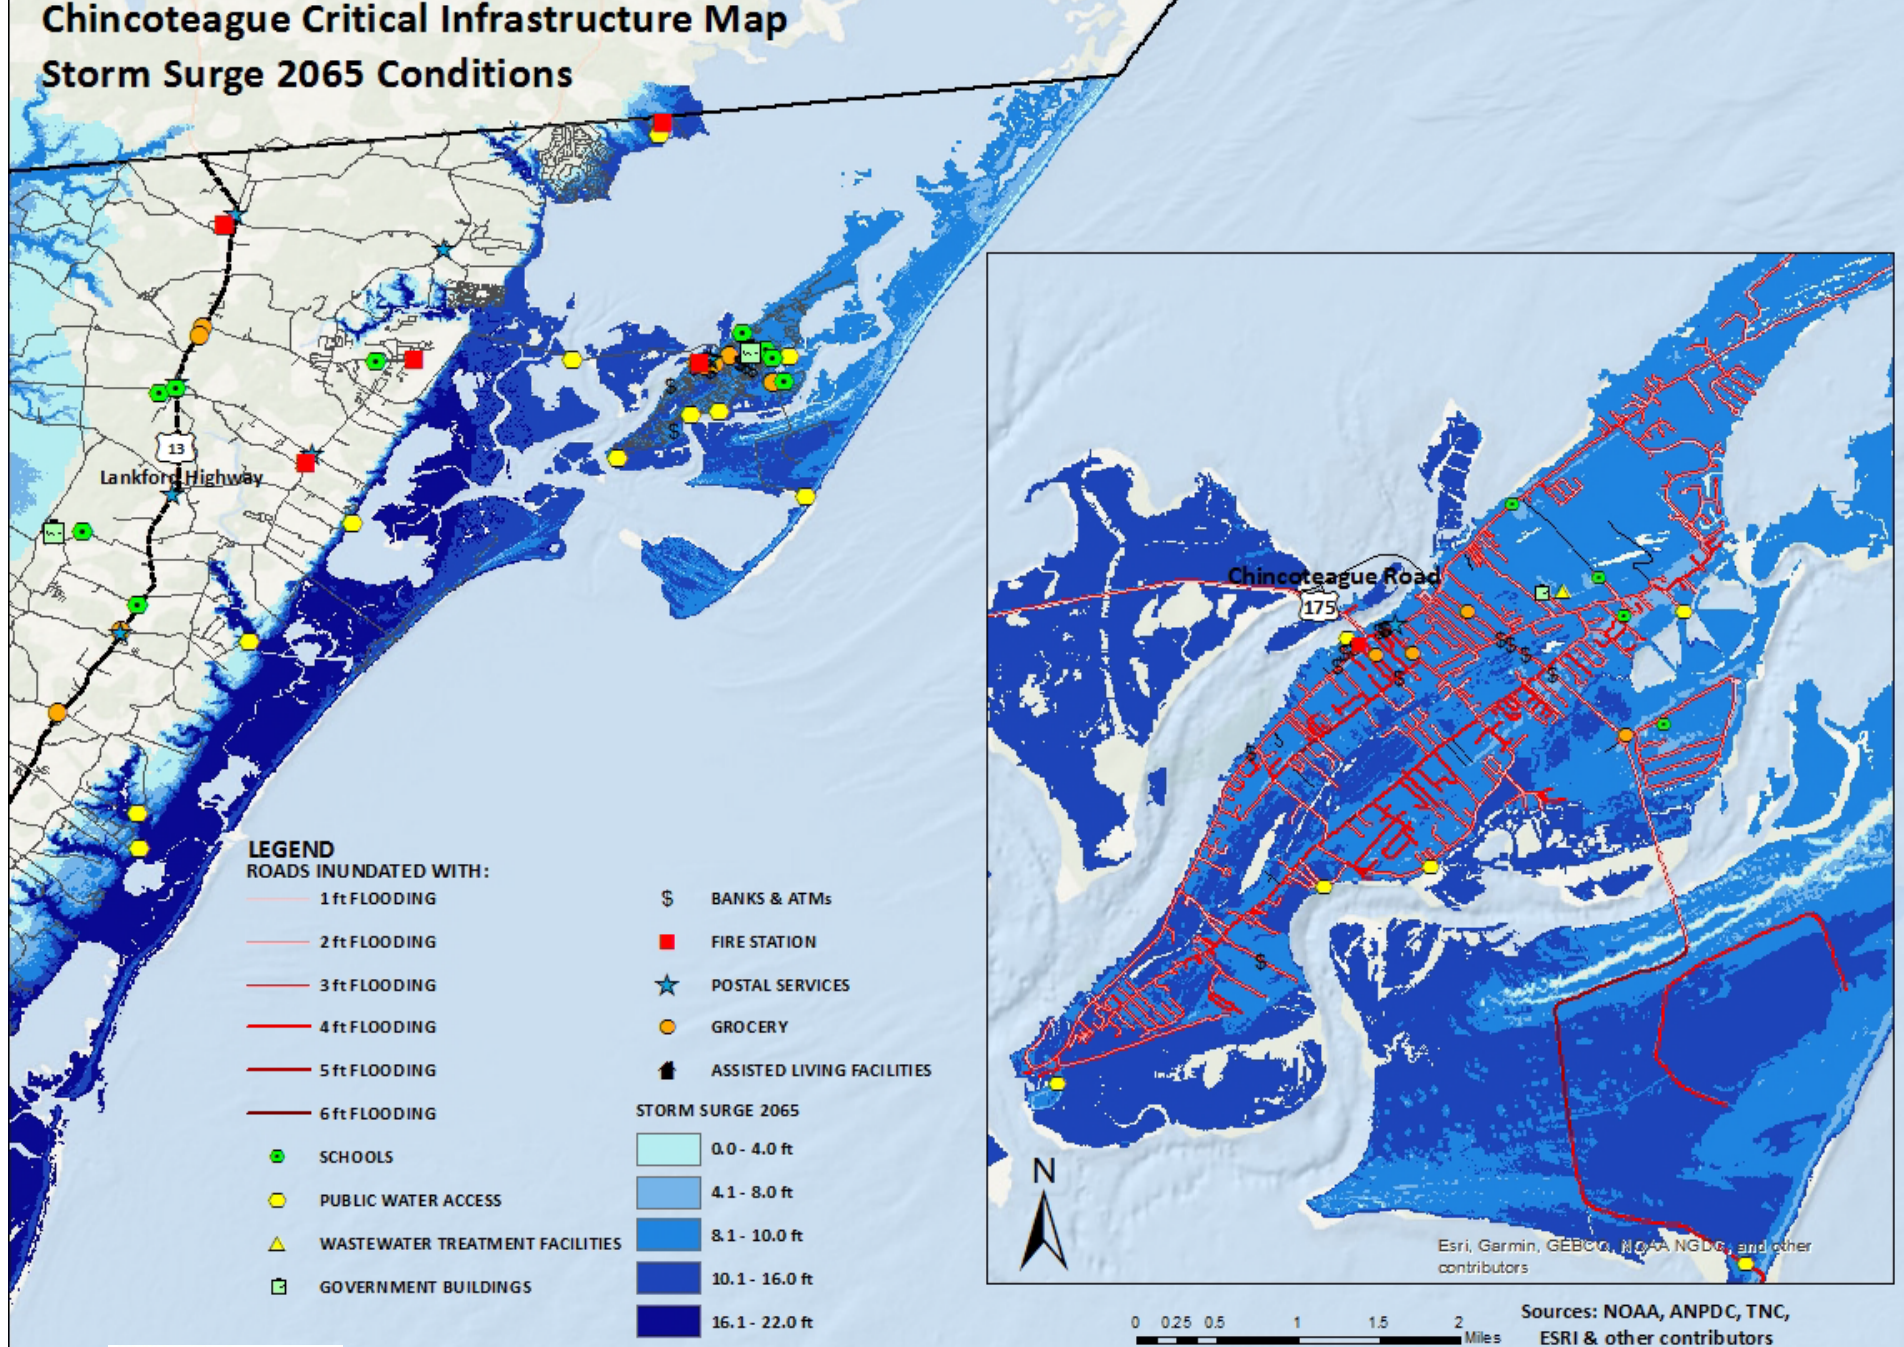 Chincoteague Critical Infrastructure Map
Storm Surge 2065 Conditions
13
Lankford Highway
Chincoteague Road
175
LEGEND
ROADS INUNDATED WITH:
1 ft FLOODING
2 ft FLOODING
3 ft FLOODING
4 ft FLOODING
5 ft FLOODING
6 ft FLOODING
SCHOOLS
PUBLIC WATER ACCESS
WASTEWATER TREATMENT FACILITIES
GOVERNMENT BUILDINGS
$ BANKS & ATMs
FIRE STATION
POSTAL SERVICES
GROCERY
ASSISTED LIVING FACILITIES
STORM SURGE 2065
0.0 - 4.0 ft
4.1 - 8.0 ft
8.1 - 10.0 ft
10.1 - 16.0 ft
16.1 - 22.0 ft
N
Esri, Garmin, GEBCO, NOAA NGDC, and other
contributors
0 0.25 0.5 1 1.5 2
Miles
Sources: NOAA, ANPDC, TNC,
ESRI & other contributors